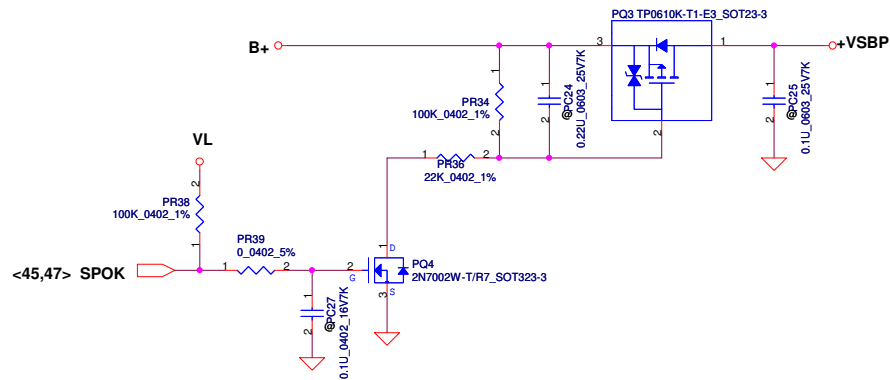 PQ3 TP0610K-T1-E3_SOT23-3
B+
3
1
+VSBP
1
PR34
100K_0402_1%
2
1
2
@PC24
0.22U_0603_25V7K
2
1
2
@PC25
0.1U_0603_25V7K
VL
1
2
PR36
22K_0402_1%
2
PR38
100K_0402_1%
1
PR39
0_0402_5%
<45,47> SPOK
1
2
2
G
1
D
S
3
PQ4
2N7002W-T/R7_SOT323-3
1
2
@PC27
0.1U_0402_16V7K